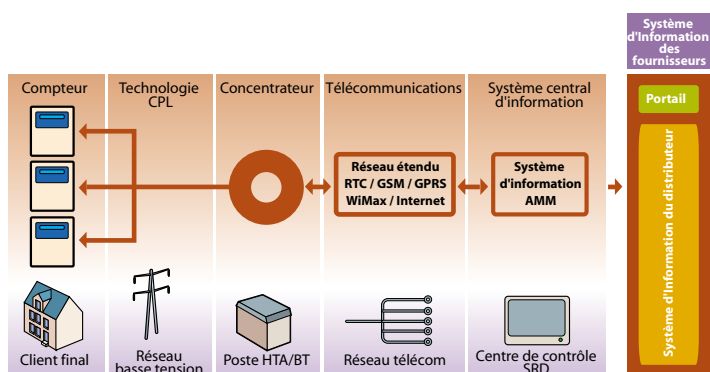 Système
d'Information
des
fournisseurs
Compteur
Technologie
CPL
Concentrateur
Télécommunications
Système central
d'information
Portail
Réseau étendu
RTC / GSM / GPRS
WiMax / Internet
Système
d'information
AMM
Système d'Information du distributeur
Client final
Réseau
basse tension
Poste HTA/BT
Réseau télécom
Centre de contrôle
SRD